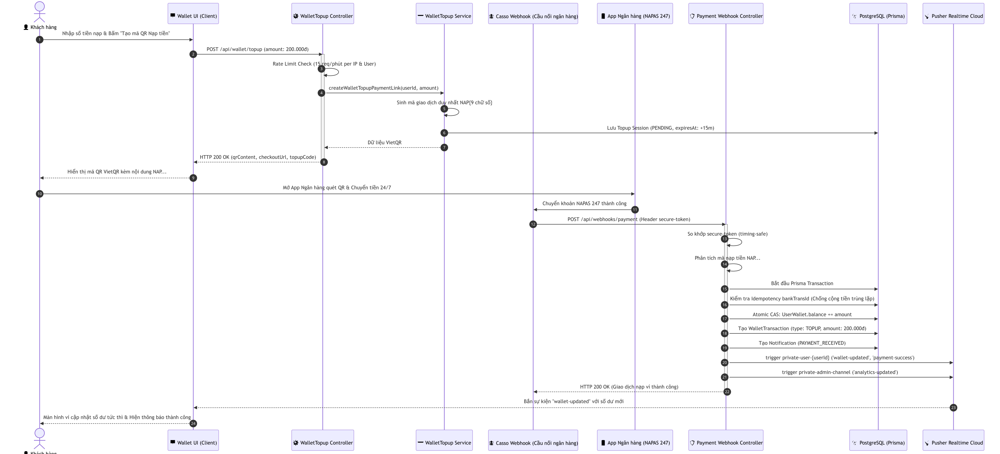 Wallet UI (Client)
WalletTopup Controller
WalletTopup Service
Casso Webhook (Cầu nối ngân hàng)
App Ngân hàng (NAPAS 247)
Payment Webhook Controller
PostgreSQL (Prisma)
Pusher Realtime Cloud
Khách hàng
Nhập số tiền nạp & Bấm "Tạo mã QR Nạp tiền"
1
POST /api/wallet/topup (amount: 200.000đ)
2
Rate Limit Check (15 req/phút per IP & User)
3
createWalletTopupPaymentLink(userId, amount)
4
Sinh mã giao dịch duy nhất NAP{9 chữ số}
5
Lưu Topup Session (PENDING, expiresAt: +15m)
6
Dữ liệu VietQR
7
HTTP 200 OK (qrContent, checkoutUrl, topupCode)
8
Hiển thị mã QR VietQR kèm nội dung NAP...
9
Mở App Ngân hàng quét QR & Chuyển tiền 24/7
10
Chuyển khoản NAPAS 247 thành công
11
POST /api/webhooks/payment (Header secure-token)
12
So khớp secure-token (timing-safe)
13
Phân tích mã nạp tiền NAP...
14
Bắt đầu Prisma Transaction
15
Kiểm tra Idempotency bankTransId (Chống cộng tiền trùng lặp)
16
Atomic CAS: UserWallet.balance += amount
17
Tạo WalletTransaction (type: TOPUP, amount: 200.000đ)
18
Tạo Notification (PAYMENT_RECEIVED)
19
trigger private-user-{userId} ('wallet-updated', 'payment-success')
20
trigger private-admin-channel ('analytics-updated')
21
HTTP 200 OK (Giao dịch nạp ví thành công)
22
Bắn sự kiện "wallet-updated" với số dư mới
23
Màn hình ví cập nhật số dư tức thì & Hiện thông báo thành công
24
Wallet UI (Client)
WalletTopup Controller
WalletTopup Service
Casso Webhook (Cầu nối ngân hàng)
App Ngân hàng (NAPAS 247)
Payment Webhook Controller
PostgreSQL (Prisma)
Pusher Realtime Cloud
Khách hàng